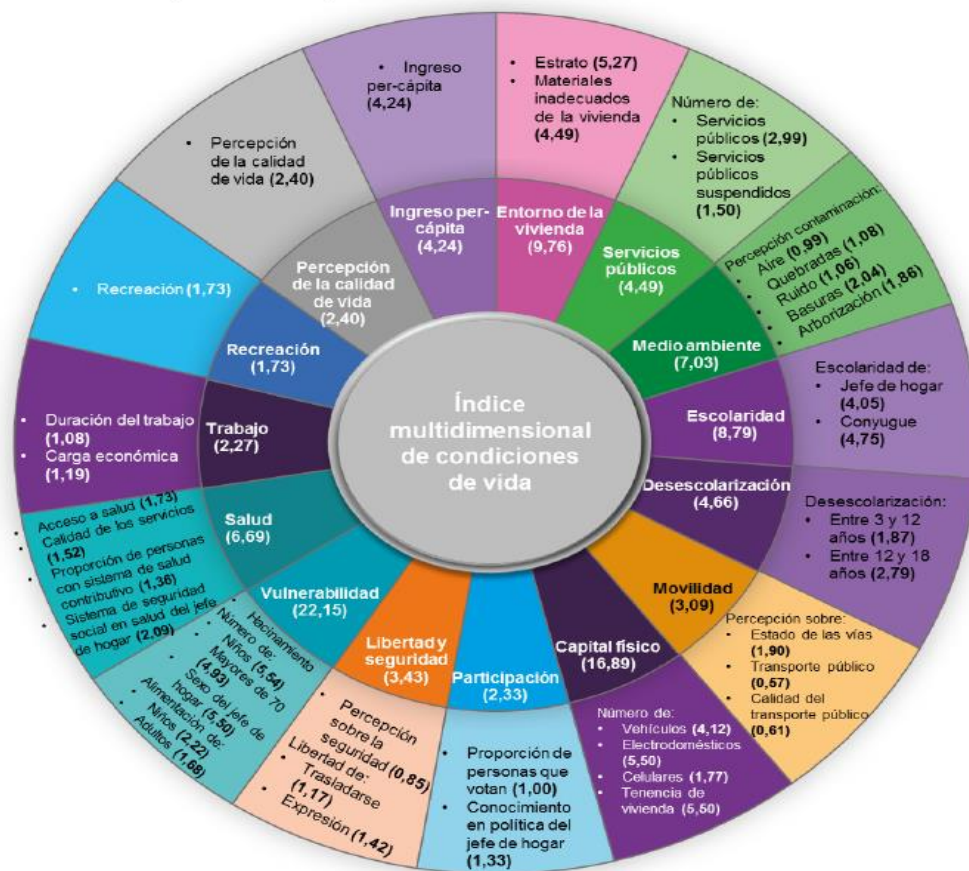 Índice
multidimensional
de condiciones
de vida
Ingreso per-
cápita
(4,24)
• Ingreso
per-cápita
(4,24)
Entorno de la
vivienda
(9,76)
• Estrato (5,27)
• Materiales
inadecuados
de la vivienda
(4,49)
Servicios
públicos
(4,49)
Número de:
• Servicios
públicos (2,99)
• Servicios
públicos
suspendidos
(1,50)
Medio ambiente
(7,03)
Percepción contaminación:
• Aire (0,99)
• Quebradas (1,08)
• Ruido (1,06)
• Basuras (2,04)
• Arborización (1,86)
Escolaridad
(8,79)
Escolaridad de:
• Jefe de hogar
(4,05)
• Conyugue
(4,75)
Desescolarización
(4,66)
Desescolarización:
• Entre 3 y 12
años (1,87)
• Entre 12 y 18
años (2,79)
Movilidad
(3,09)
Percepción sobre:
• Estado de las vías
(1,90)
• Transporte público
(0,57)
• Calidad del
transporte público
(0,61)
Capital físico
(16,89)
Número de:
• Vehículos (4,12)
• Electrodomésticos
(5,50)
• Celulares (1,77)
• Tenencia de
vivienda (5,50)
Participación
(2,33)
• Proporción de
personas que
votan (1,00)
• Conocimiento
en política del
jefe de hogar
(1,33)
Libertad y
seguridad
(3,43)
• Percepción
sobre la
seguridad (0,85)
Libertad de:
• Trasladarse
(1,17)
• Expresión (1,42)
Vulnerabilidad
(22,15)
• Hacinamiento
Número de:
• Niños (5,54)
• Mayores de 70
(4,93)
• Sexo del jefe de
hogar (5,50)
Alimentación de:
• Niños (2,22)
• Adultos (1,68)
Salud
(6,69)
• Acceso a salud (1,73)
• Calidad de los servicios
(1,52)
• Proporción de personas
con sistema de salud
contributivo (1,36)
• Sistema de seguridad
social en salud del jefe
de hogar (2,09)
Trabajo
(2,27)
• Duración del trabajo
(1,08)
• Carga económica
(1,19)
Recreación
(1,73)
• Recreación (1,73)
Percepción
de la calidad
de vida
(2,40)
• Percepción
de la calidad
de vida (2,40)